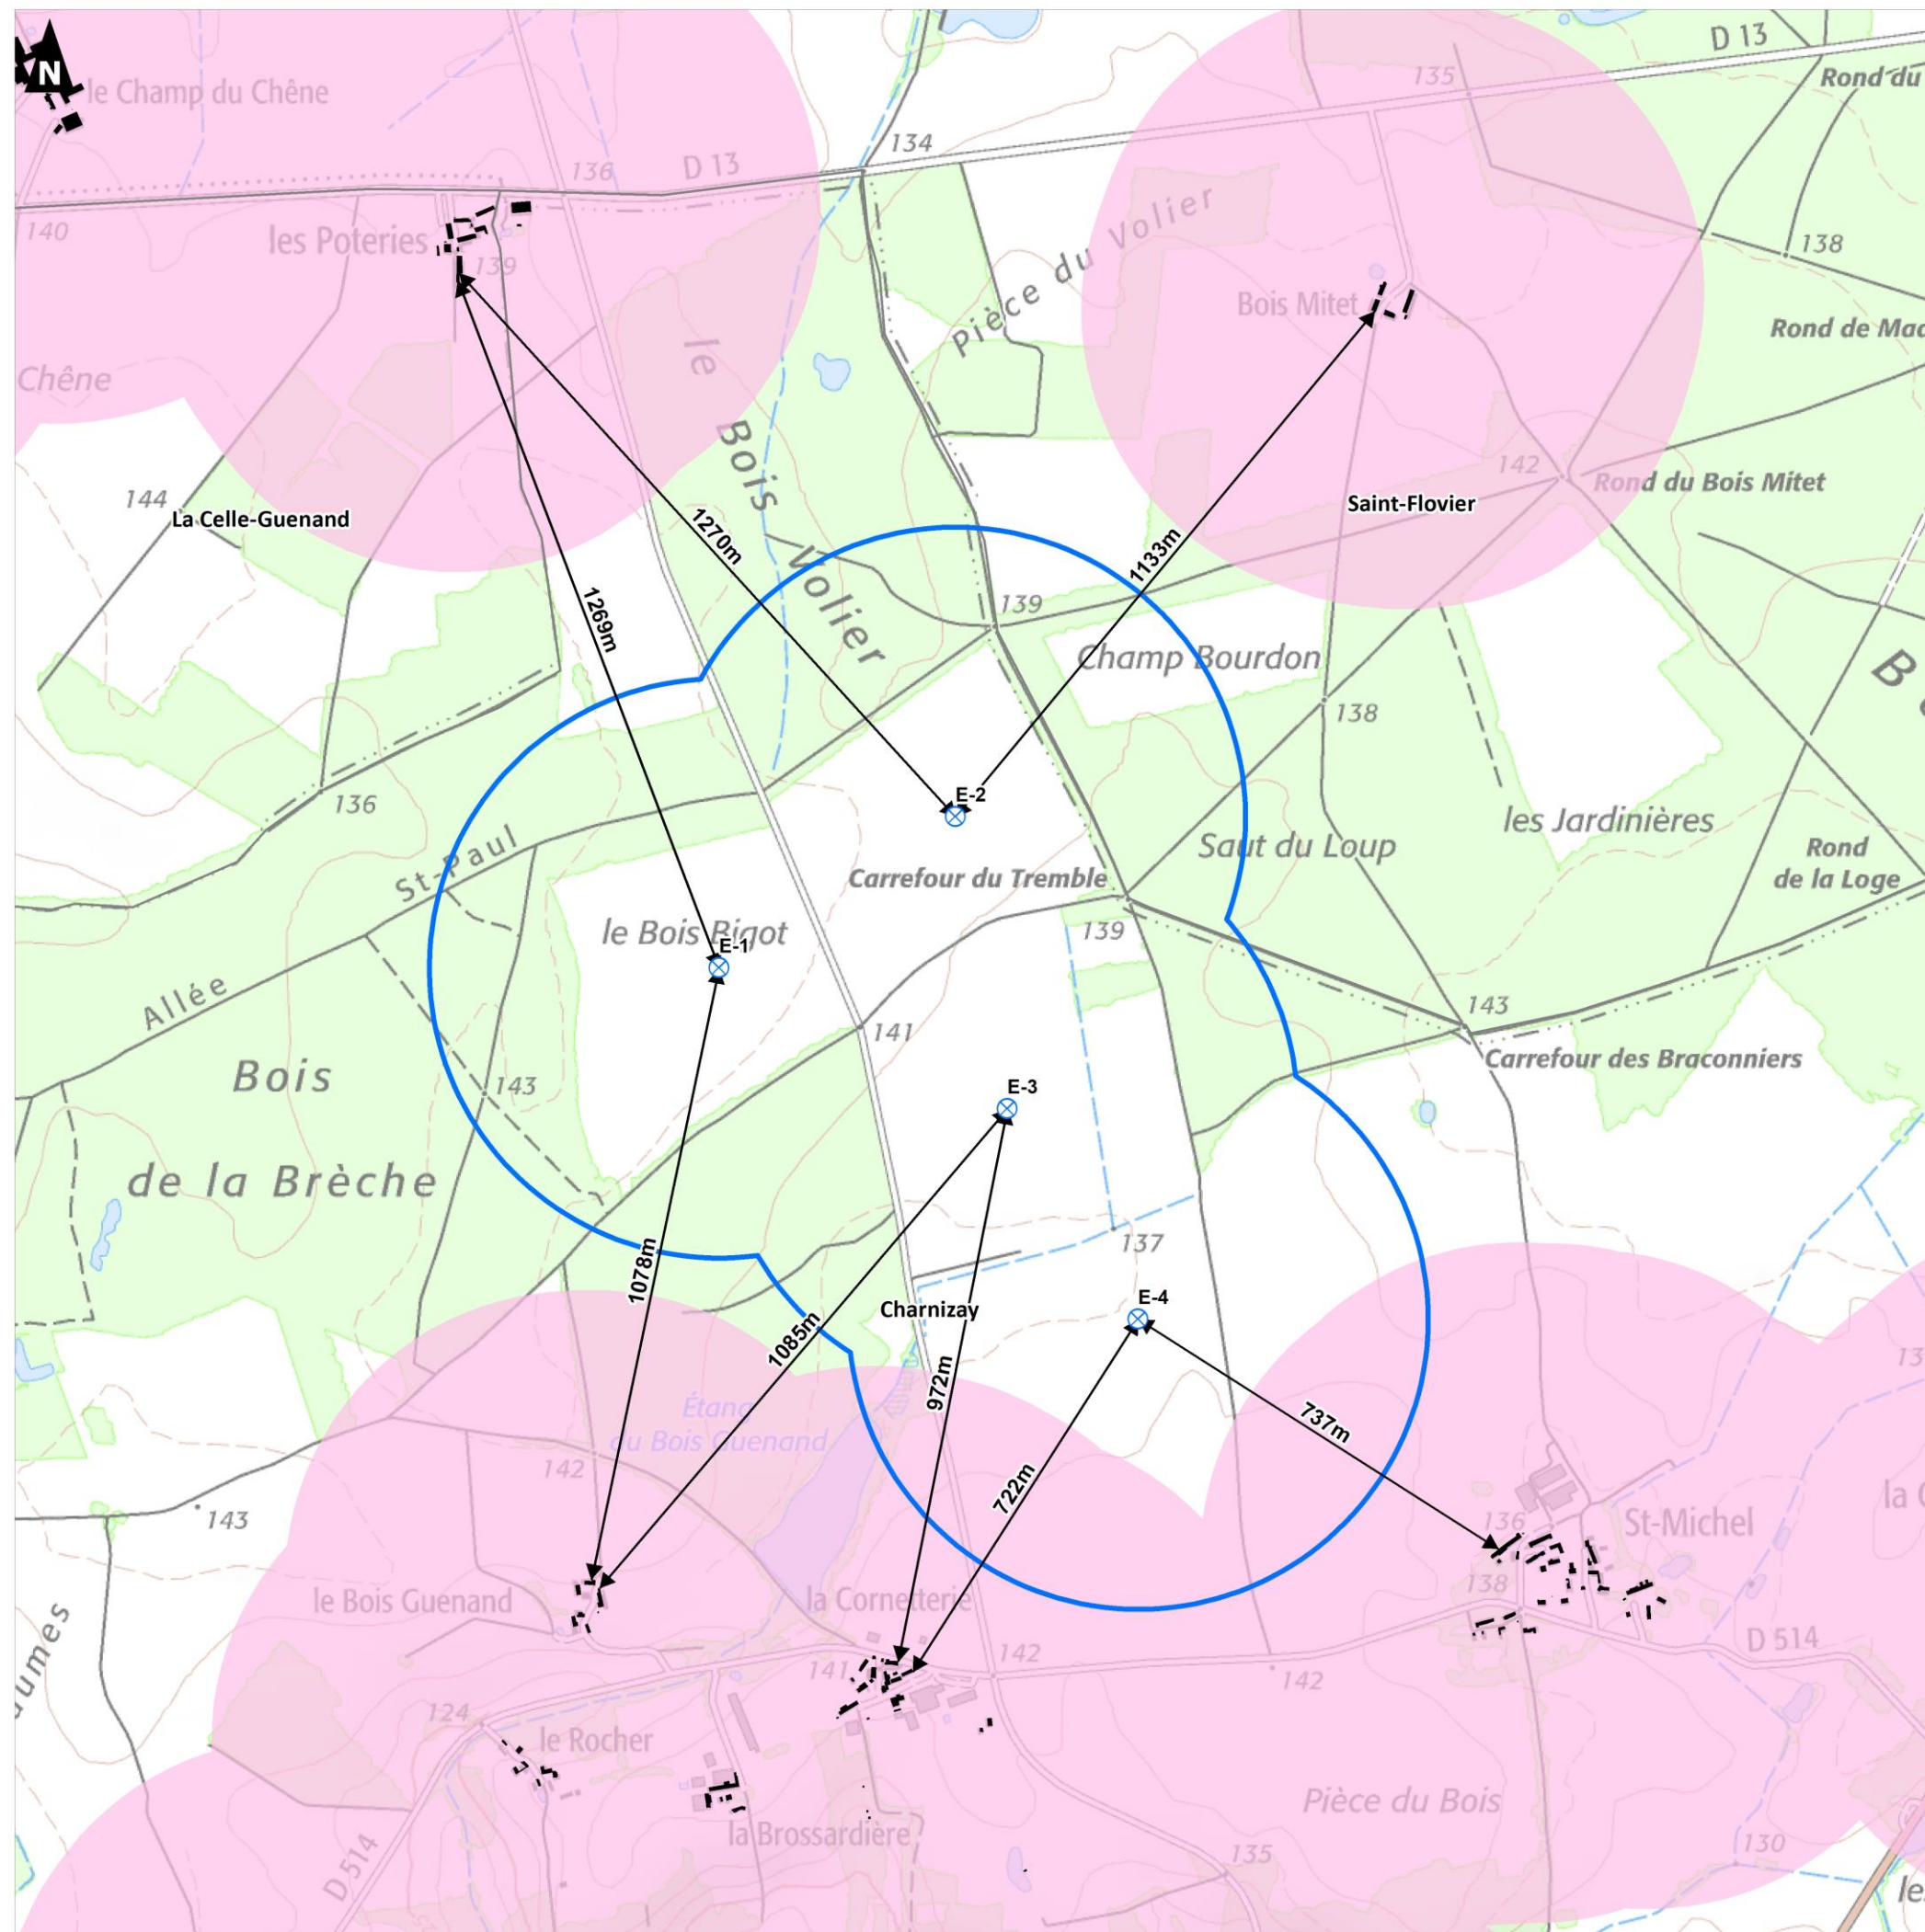 D 13
Rond du
N
le Champ du Chêne
135
134
136
D 13
140
les Poteries
139
Pièce du Volier
138
Bois Mitet
Rond de Mad
Chêne
le Bois Volier
142
Rond du Bois Mitet
144
La Celle-Guenand
Saint-Flovier
1270m
1133m
1269m
139
Champ Bourdon
138
136
E-2
les Jardinières
Saut du Loup
Rond
de la Loge
Carrefour du Tremble
Allée St-Paul
le Bois Bigot
E-1
139
143
141
Carrefour des Braconniers
Bois
de la Brèche
143
E-3
137
1078m
Charnizay
E-4
1085m
972m
Étang
du Bois Guenand
737m
142
722m
143
136
St-Michel
la
138
le Bois Guenand
la Cornetterie
141
142
142
D 514
124
le Rocher
Pièce du Bois
la Brossardière
135
130
D 514
le